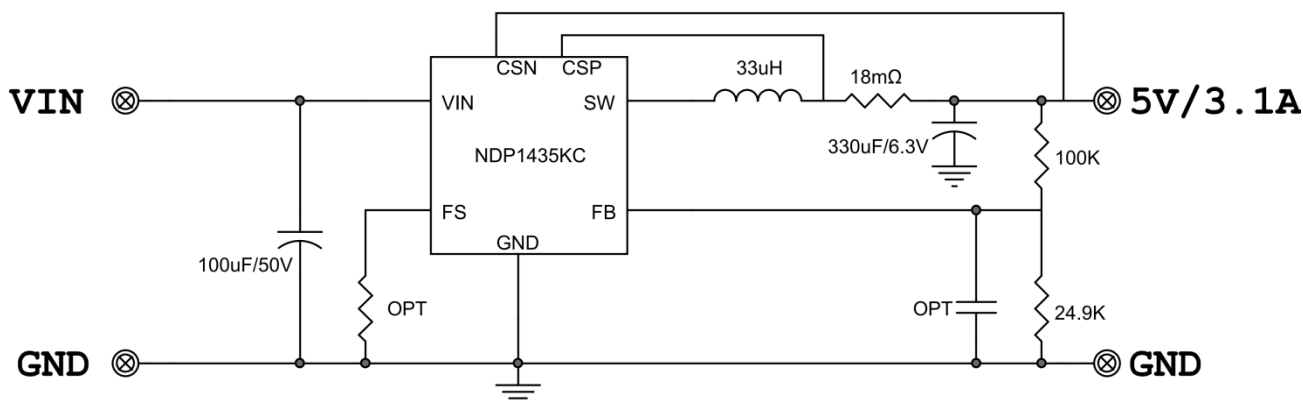 CSN CSP
33uH
18mΩ
VIN
VIN
SW
5V/3.1A
330uF/6.3V
100K
NDP1435KC
FS
FB
GND
100uF/50V
OPT
OPT
24.9K
GND
GND